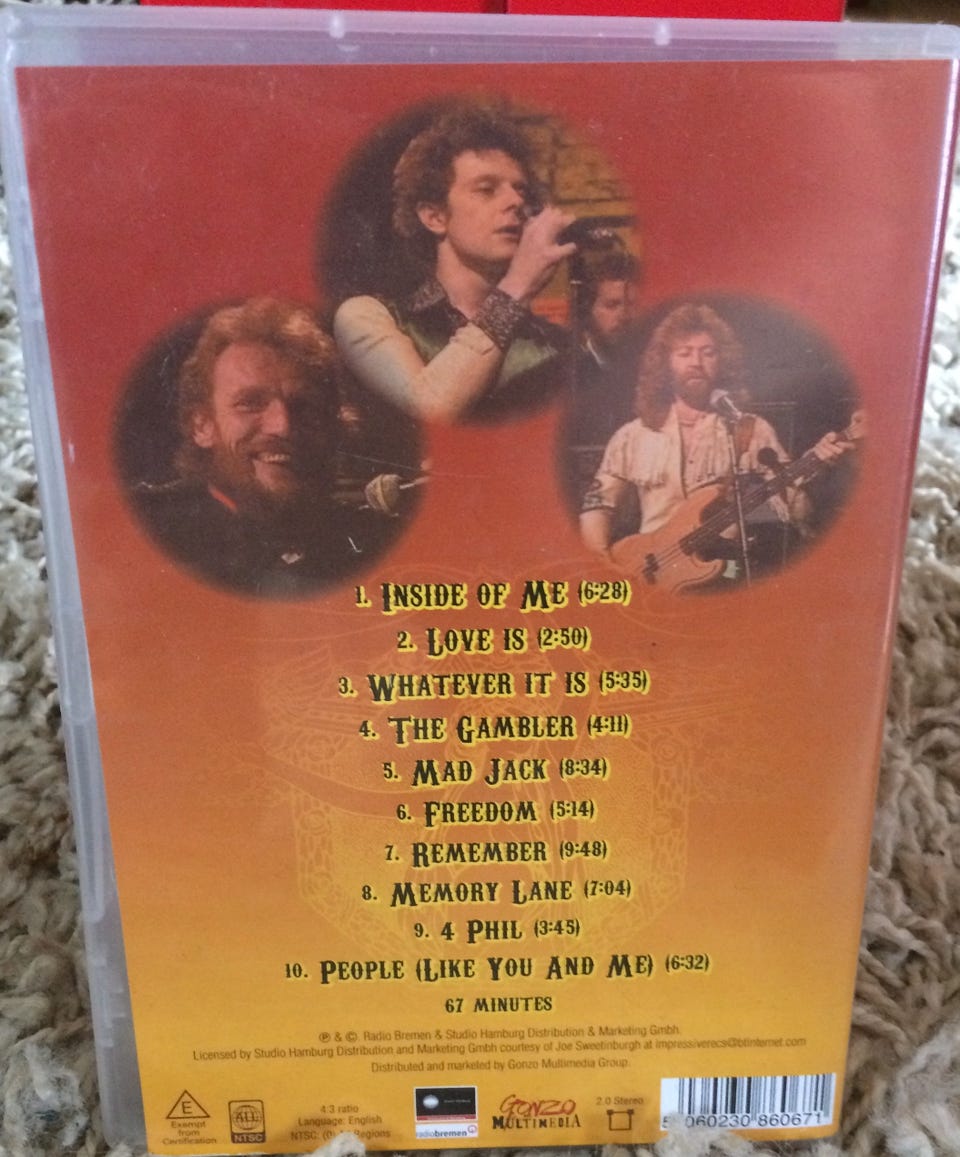 1. Inside of Me (6:28)
2. Love is (2:50)
3. Whatever it is (5:35)
4. The Gambler (4:11)
5. Mad Jack (8:34)
6. Freedom (5:14)
7. Remember (9:48)
8. Memory Lane (7:04)
9. 4 Phil (3:45)
10. People (Like You And Me) (6:32)
67 minutes
℗ & ©. Radio Bremen & Studio Hamburg Distribution & Marketing Gmbh.
Licensed by Studio Hamburg Distribution and Marketing Gmbh courtesy of Joe Sweetinburgh at impressiverecs@btinternet.com
Distributed and marketed by Gonzo Multimedia Group.
E
Exempt from Certification
ALL
NTSC
4:3 ratio
Language: English
NTSC: Regions
radiobremen
GONZO
MULTIMEDIA
2.0 Stereo
5 060230 860671